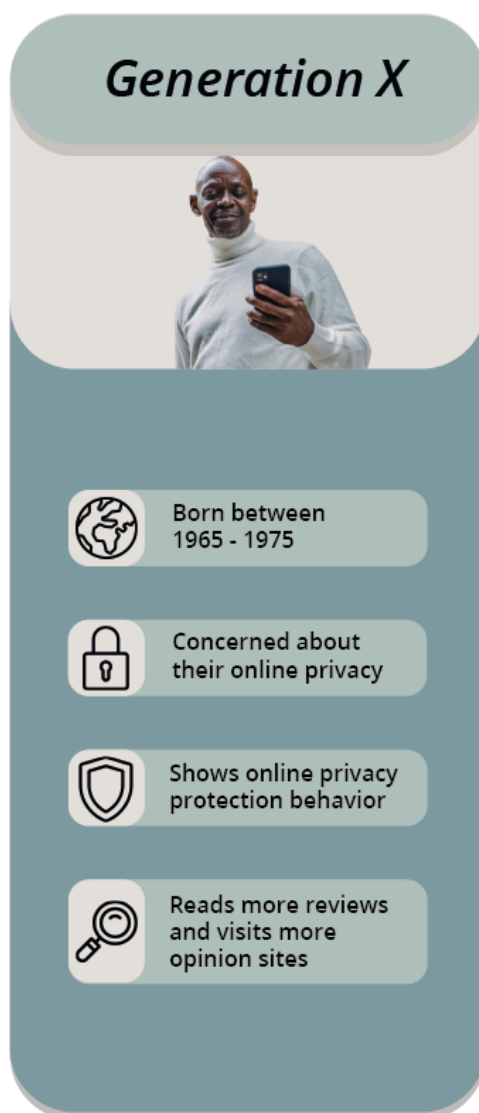 Generation X
Born between
1965 - 1975
Concerned about
their online privacy
Shows online privacy
protection behavior
Reads more reviews
and visits more
opinion sites